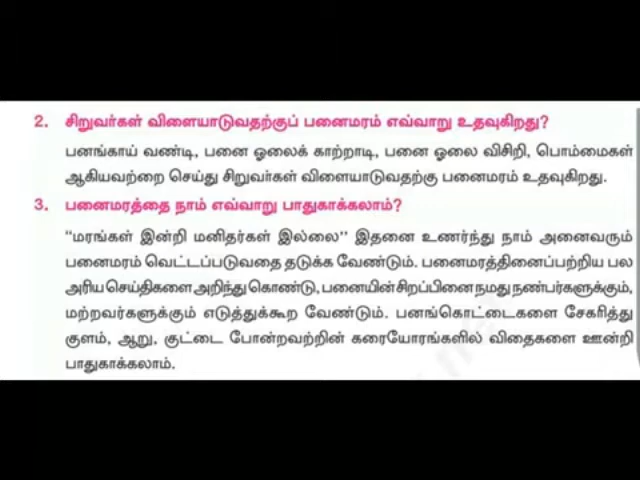 2. சிறுவர்கள் விளையாடுவதற்குப் பனைமரம் எவ்வாறு உதவுகிறது?
பனங்காய் வண்டி, பனை ஓலைக் காற்றாடி, பனை ஓலை விசிறி, பொம்மைகள்
ஆகியவற்றை செய்து சிறுவர்கள் விளையாடுவதற்கு பனைமரம் உதவுகிறது.
3. பனைமரத்தை நாம் எவ்வாறு பாதுகாக்கலாம்?
“மரங்கள் இன்றி மனிதர்கள் இல்லை” இதனை உணர்ந்து நாம் அனைவரும்
பனைமரம் வெட்டப்படுவதை தடுக்க வேண்டும். பனைமரத்தினைப்பற்றிய பல
அரிய செய்திகளை அறிந்து கொண்டு, பனையின் சிறப்பினை நமது நண்பர்களுக்கும்,
மற்றவர்களுக்கும் எடுத்துக்கூற வேண்டும். பனங்கொட்டைகளை சேகரித்து
குளம், ஆறு, குட்டை போன்றவற்றின் கரையோரங்களில் விதைகளை ஊன்றி
பாதுகாக்கலாம்.